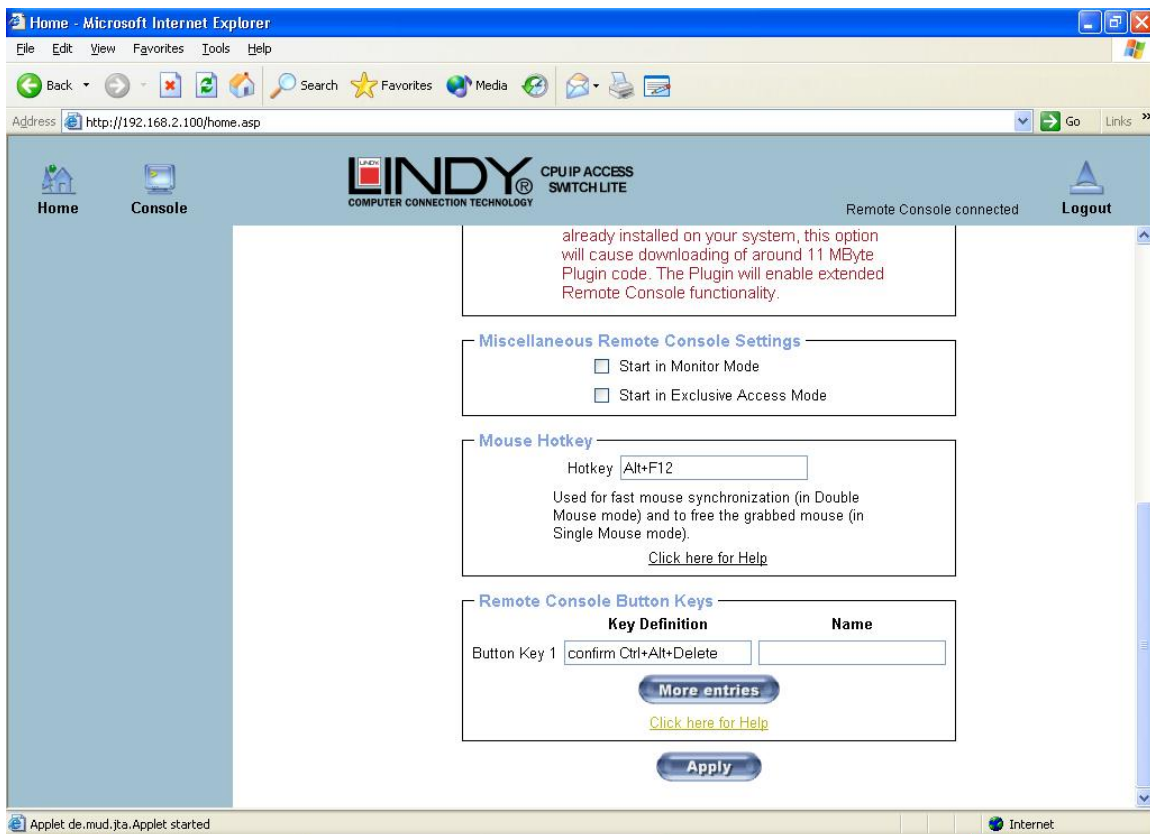 Home - Microsoft Internet Explorer
File Edit View Favorites Tools Help
Back Search Favorites Media
Address http://192.168.2.100/home.asp Go Links »
LINDY
LINDY ® CPU IP ACCESS
SWITCH LITE
COMPUTER CONNECTION TECHNOLOGY
Home Console Remote Console connected Logout
already installed on your system, this option
will cause downloading of around 11 MByte
Plugin code. The Plugin will enable extended
Remote Console functionality.
Miscellaneous Remote Console Settings
Start in Monitor Mode
Start in Exclusive Access Mode
Mouse Hotkey
Hotkey Alt+F12
Used for fast mouse synchronization (in Double
Mouse mode) and to free the grabbed mouse (in
Single Mouse mode).
Click here for Help
Remote Console Button Keys
Key Definition Name
Button Key 1 confirm Ctrl+Alt+Delete
More entries
Click here for Help
Apply
Applet de.mud.jta.Applet started Internet